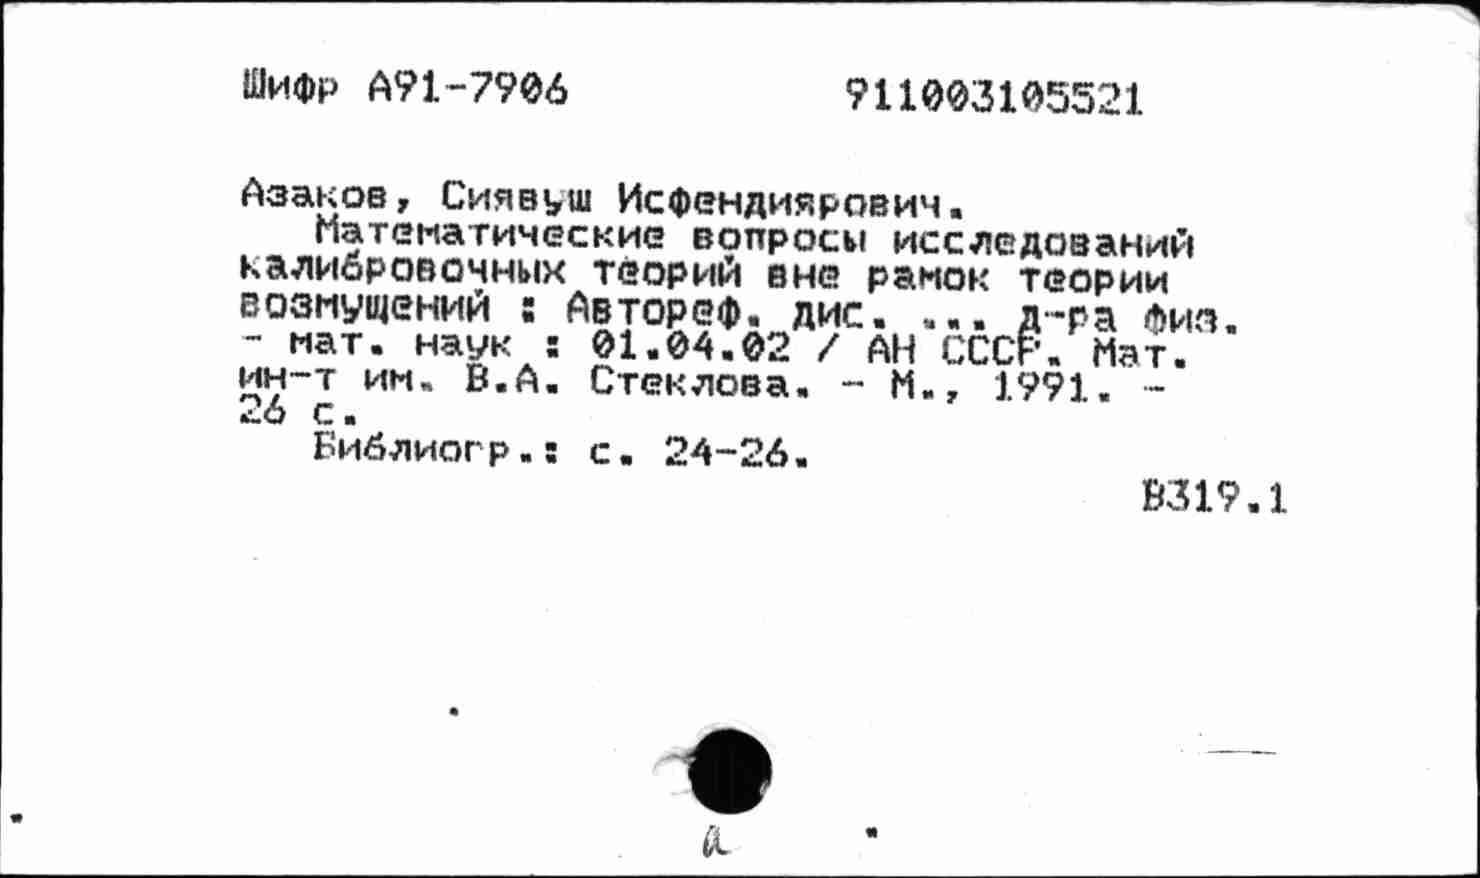 Шифр А91-7906 911003105521
Азаков, Сиявуш Исфендиярович.
Математические вопросы исследований
калибровочных теорий вне рамок теории
возмущений : Автореф. дис. ... д-ра физ.
- мат. наук : 01.04.02 / АН СССР. Мат.
ин-т им. В.А. Стеклова. - М., 1991. -
26 с.
Библиогр.: с. 24-26.
В319.1
а